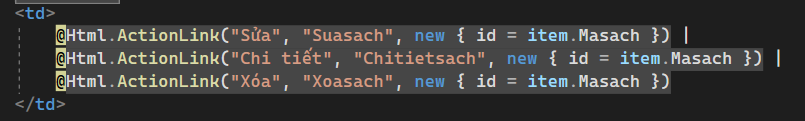 <td>
@Html.ActionLink("Sửa", "Suasach", new { id = item.Masach }) |
@Html.ActionLink("Chi tiết", "Chitietsach", new { id = item.Masach }) |
@Html.ActionLink("Xóa", "Xoasach", new { id = item.Masach })
</td>